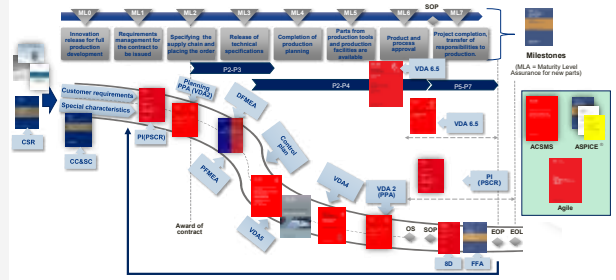 SOP
ML0
ML1
ML2
ML3
ML4
ML5
ML6
ML7
Innovation
release for full
production
development
Requirements
management for
the contract to
be issued
Specifying the
supply chain and
placing the order
Release of
technical
specifications
Completion of
production
planning
Parts from
production tools
and production
facilities are
available
Product and
process
approval
Project completion,
transfer of
responsibilities to
production.
Milestones
(MLA = Maturity Level
Assurance for new parts)
P2-P3
VDA 6.5
P2-P4
P5-P7
Customer requirements
Special characteristics
Planning
PPA (VDA2)
DFMEA
VDA 6.5
CSR
CC&SC
PI(PSCR)
PFMEA
Control
plan
PI
(PSCR)
ACSMS
ASPICE
Agile
VDA4
VDA 2
(PPA)
VDA5
Award of
contract
OS
SOP
EOP
EOL
8D
FFA